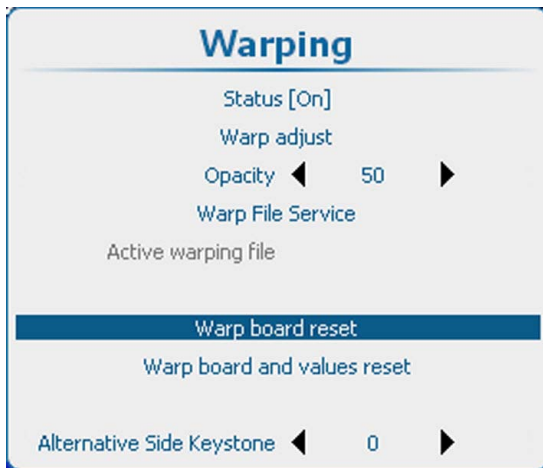 Warping
Status [On]
Warp adjust
Opacity 50
Warp File Service
Active warping file
Warp board reset
Warp board and values reset
Alternative Side Keystone 0